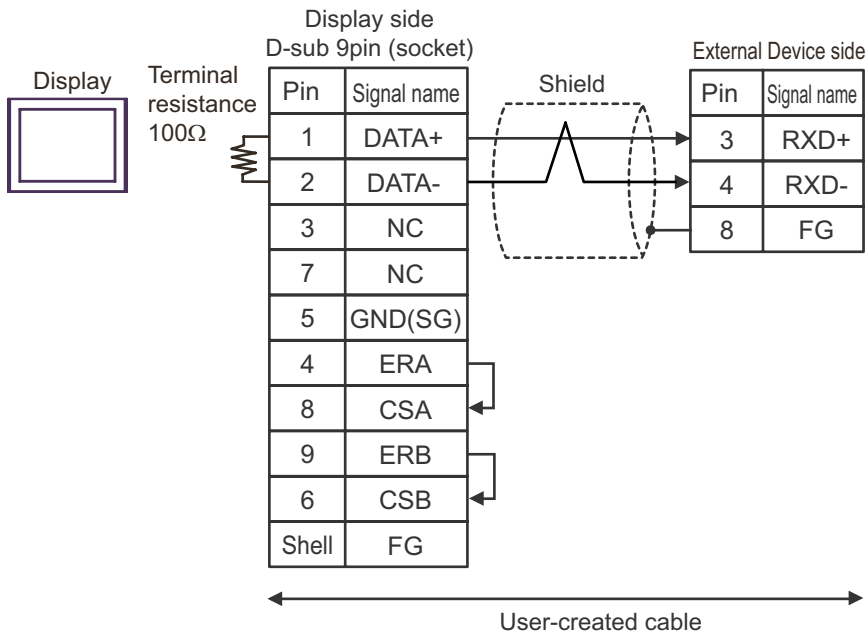 Display side
D-sub 9pin (socket)
External Device side
Display
Terminal
resistance
100Ω
Shield
Pin Signal name
1 DATA+
2 DATA-
3 NC
7 NC
5 GND(SG)
4 ERA
8 CSA
9 ERB
6 CSB
Shell FG
Pin Signal name
3 RXD+
4 RXD-
8 FG
User-created cable